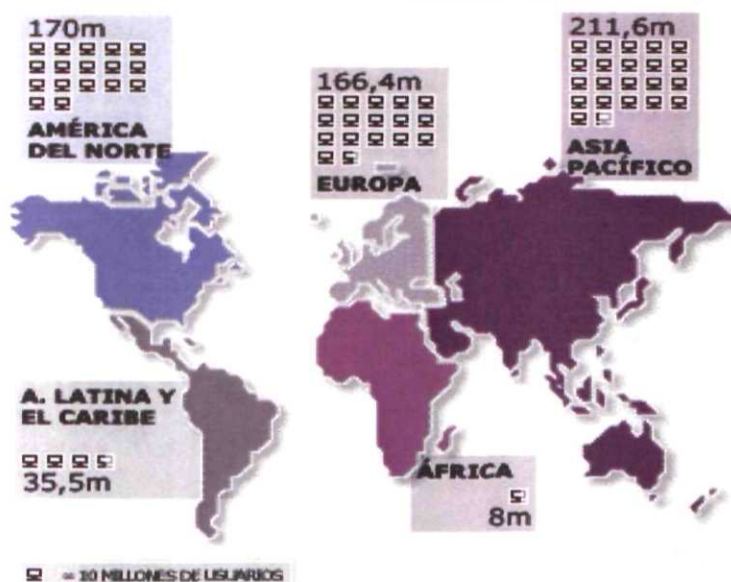 170m
AMÉRICA
DEL NORTE
166,4m
EUROPA
211,6m
ASIA
PACÍFICO
A. LATINA Y
EL CARIBE
35,5m
ÁFRICA
8m
= 10 MILLONES DE USUARIOS